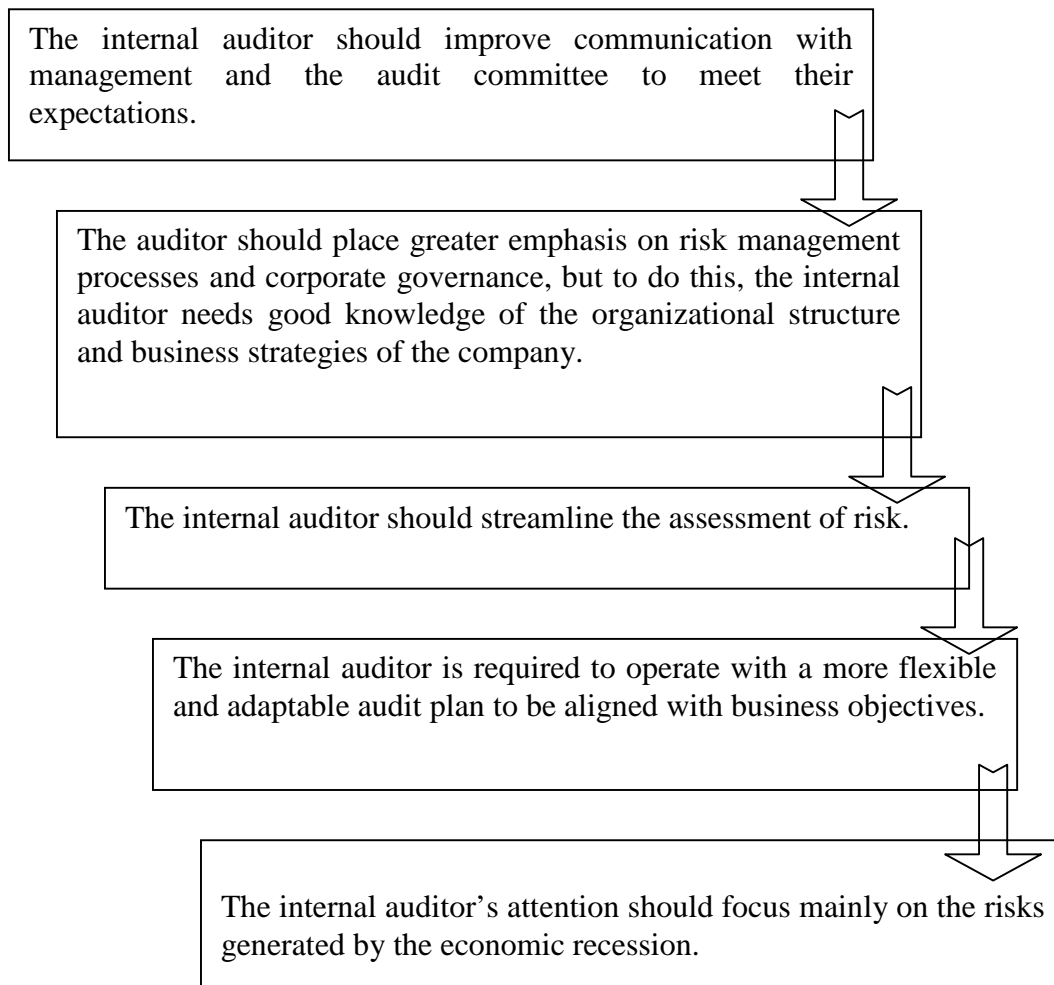 The internal auditor should improve communication with
management and the audit committee to meet their
expectations.
The auditor should place greater emphasis on risk management
processes and corporate governance, but to do this, the internal
auditor needs good knowledge of the organizational structure
and business strategies of the company.
The internal auditor should streamline the assessment of risk.
The internal auditor is required to operate with a more flexible
and adaptable audit plan to be aligned with business objectives.
The internal auditor’s attention should focus mainly on the risks
generated by the economic recession.